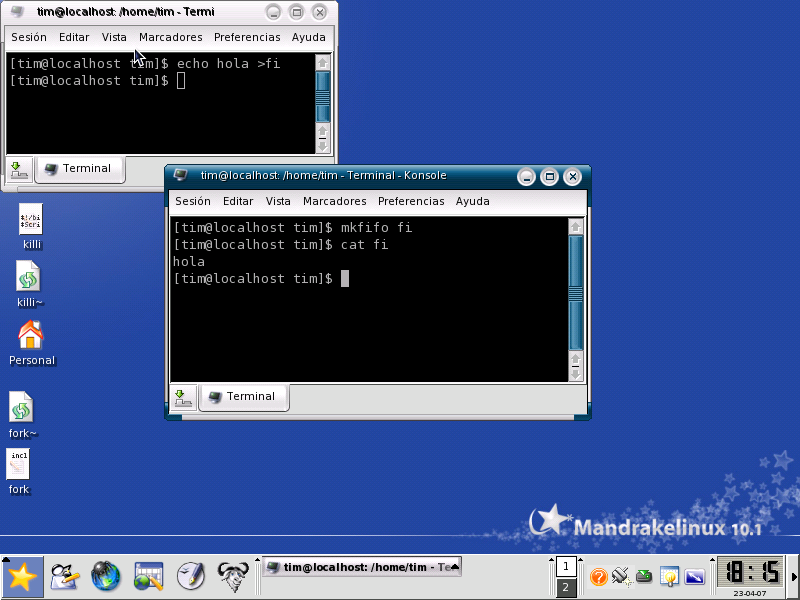 tim@localhost: /home/tim - Termi
Sesión Editar Vista Marcadores Preferencias Ayuda
[tim@localhost tim]$ echo hola >fi
[tim@localhost tim]$
Terminal
tim@localhost: /home/tim - Terminal - Konsole
Sesión Editar Vista Marcadores Preferencias Ayuda
[tim@localhost tim]$ mkfifo fi
[tim@localhost tim]$ cat fi
hola
[tim@localhost tim]$
Terminal
#!/bi
#Scri
killi
killi~
Personal
fork~
incl
fork
Mandrakelinux 10.1
tim@localhost: /home/tim - Te
1
2
18:15
23-04-07